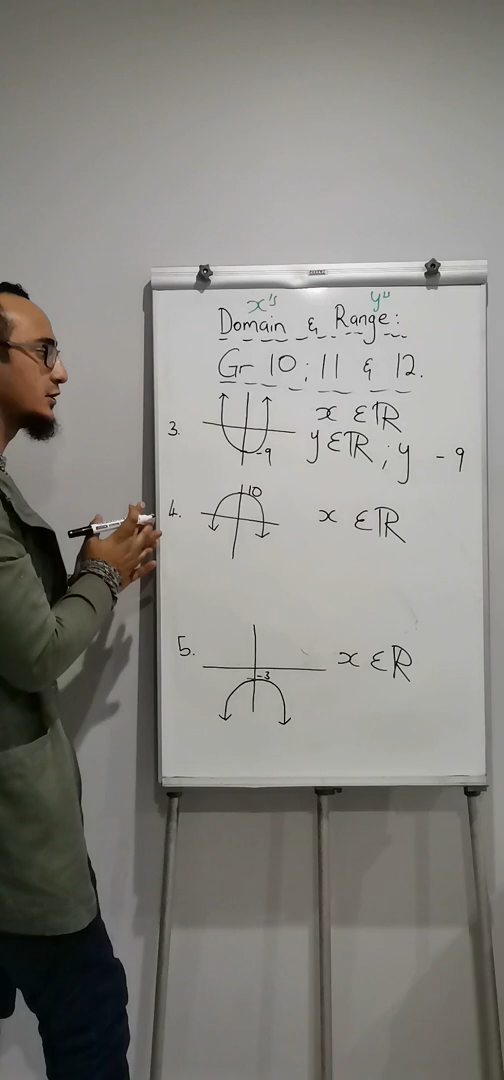 x's y's
Domain & Range:
Gr 10 ; 11 & 12.
3. -9 x ∈ ℝ
y ∈ ℝ ; y -9
4. 10 x ∈ ℝ
5. -3 x ∈ ℝ